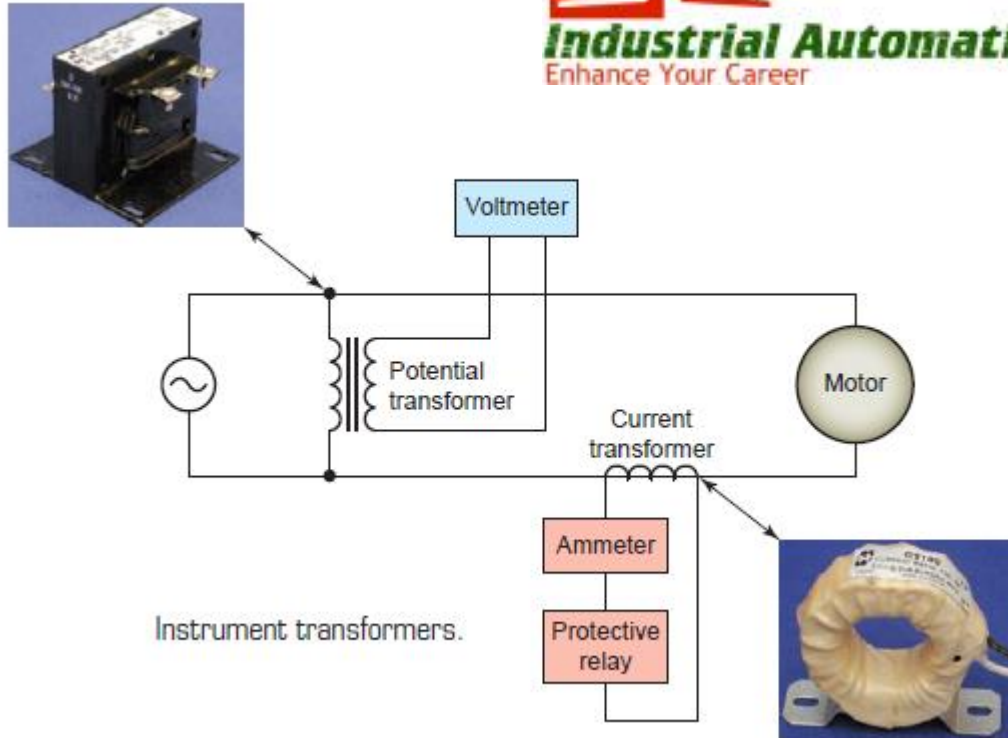 Industrial Automati
Enhance Your Career
Voltmeter
Potential
transformer
Motor
Current
transformer
Ammeter
Protective
relay
Instrument transformers.